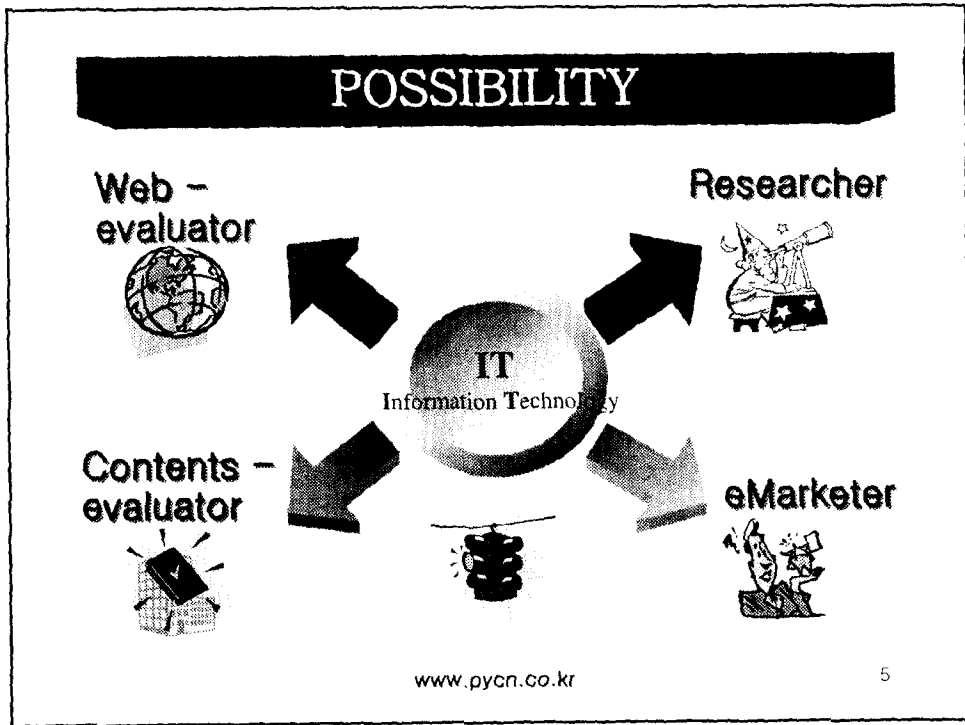 POSSIBILITY
Web -
evaluator
Researcher
IT
Information Technology
Contents -
evaluator
eMarketer
www.pycn.co.kr
5